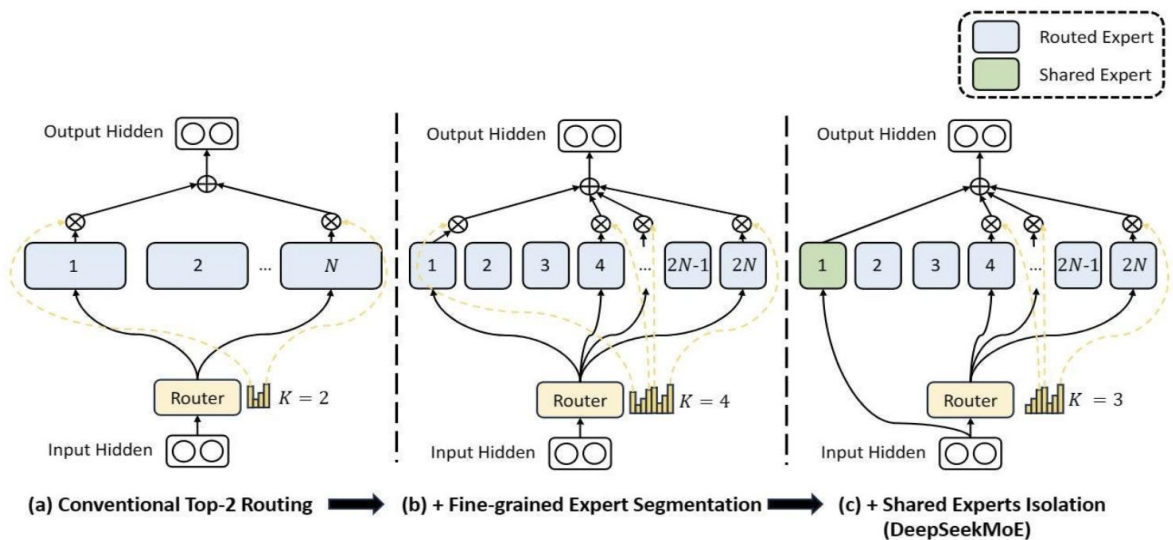 Routed Expert
Shared Expert
Output Hidden
1
2
...
N
Router
K = 2
Input Hidden
(a) Conventional Top-2 Routing
Output Hidden
1
2
3
4
...
2N-1
2N
Router
K = 4
Input Hidden
(b) + Fine-grained Expert Segmentation
Output Hidden
1
2
3
4
...
2N-1
2N
Router
K = 3
Input Hidden
(c) + Shared Experts Isolation
(DeepSeekMoE)